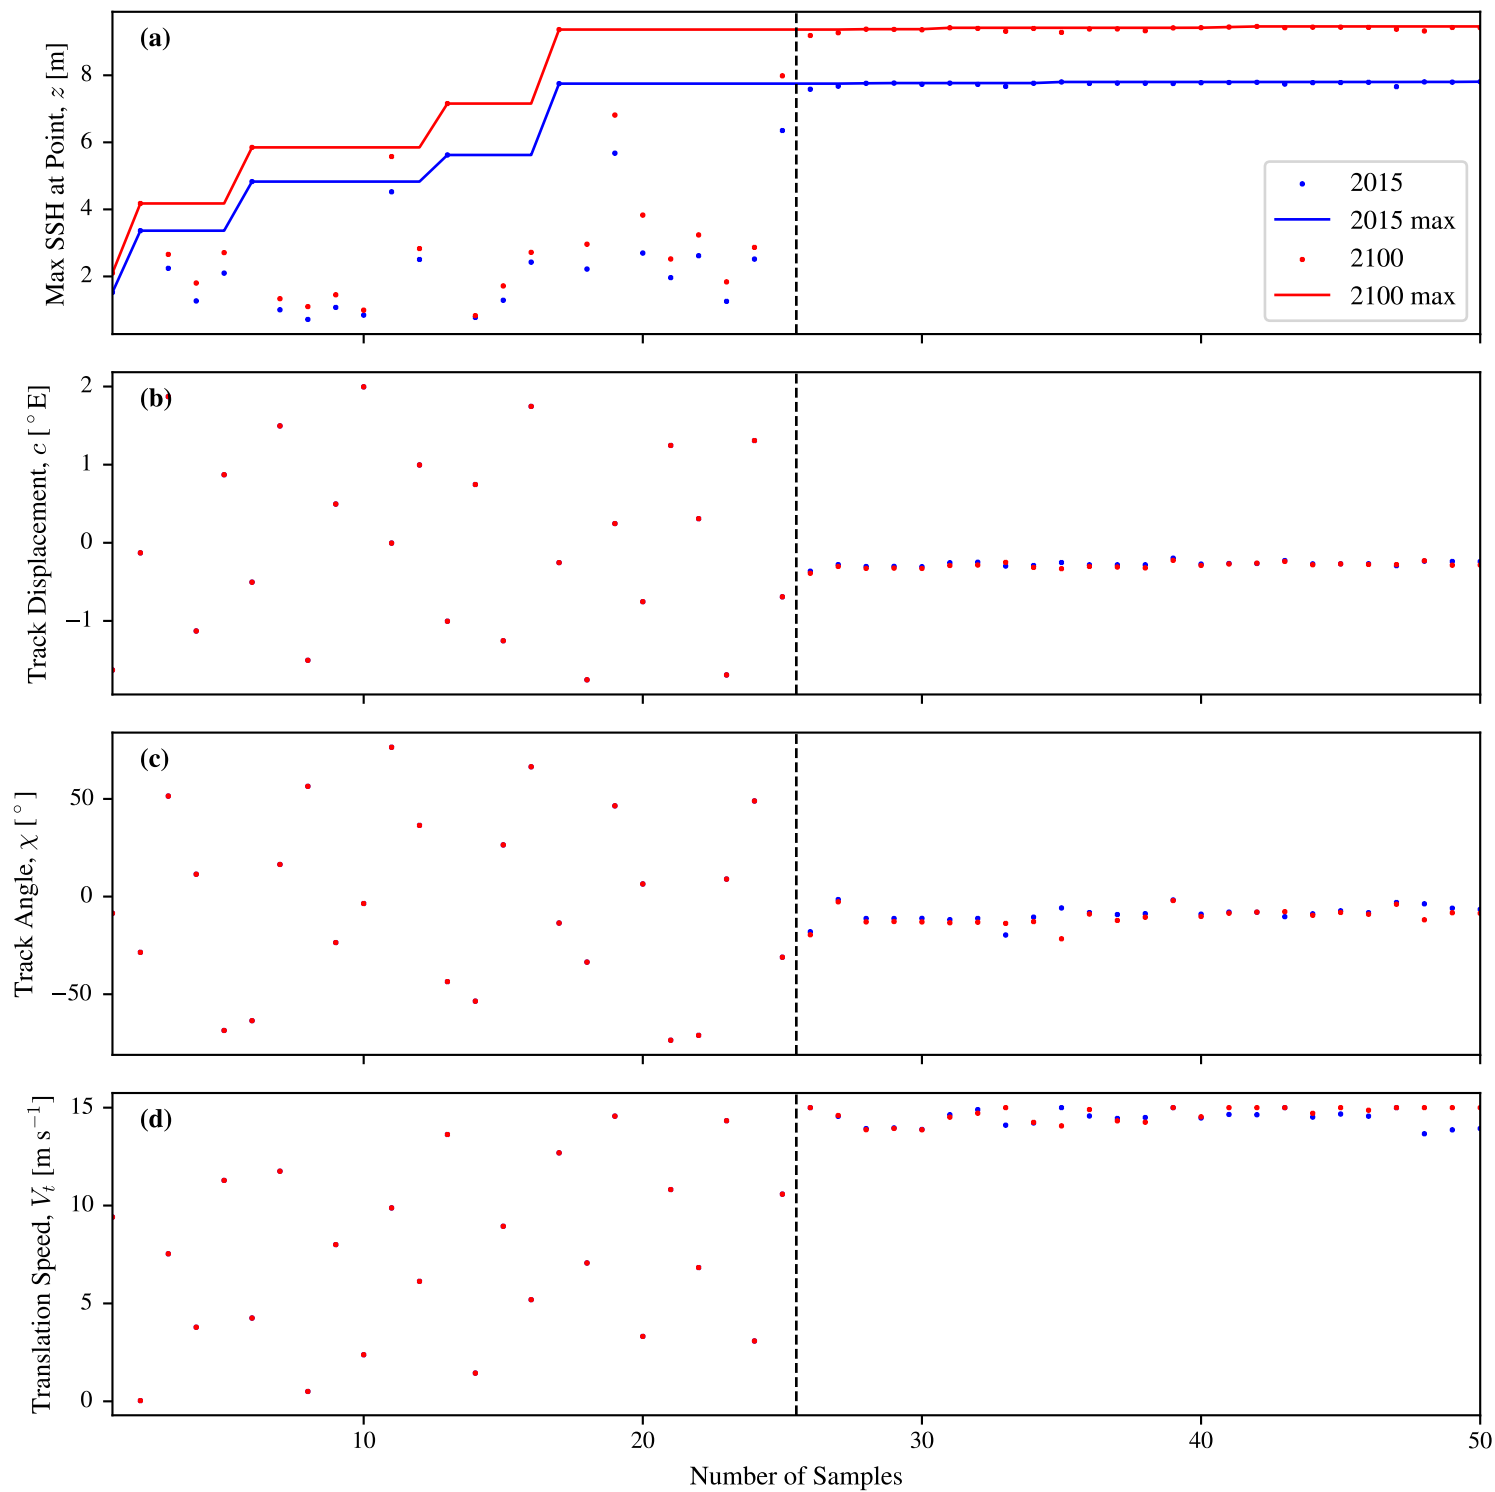 (a)
Max SSH at Point, z [m]
8
6
4
2
2015
2015 max
2100
2100 max
(b)
Track Displacement, c [°E]
2
1
0
−1
(c)
Track Angle, χ [°]
50
0
−50
(d)
Translation Speed, Vₜ [m s⁻¹]
15
10
5
0
10 20 30 40 50
Number of Samples